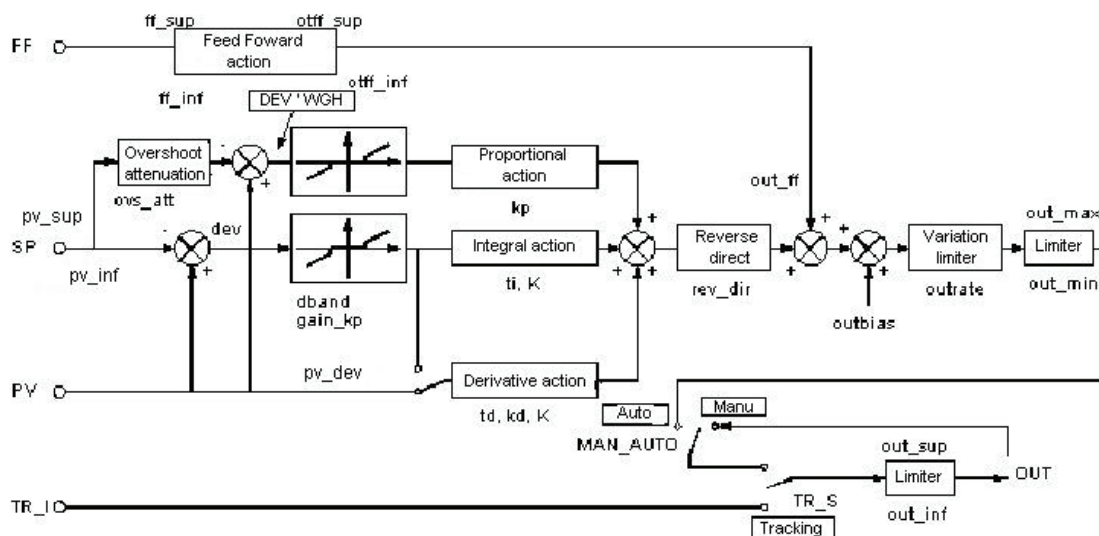 ff_sup
otff_sup
FF
Feed Foward
action
otff_inf
ff_inf
DEV * WGH
-
+
Overshoot
attenuation
ovs_att
Proportional
action
kp
out_ff
pv_sup
SP
pv_inf
-
+
dev
dband
gain_kp
Integral action
ti, K
+
+
+
+
Reverse
direct
rev_dir
+
+
+
+
outbias
Variation
limiter
outrate
out_max
Limiter
out_min
PV
pv_dev
Derivative action
td, kd, K
Auto
Manu
MAN_AUTO
out_sup
Limiter
out_inf
OUT
TR_I
TR_S
Tracking